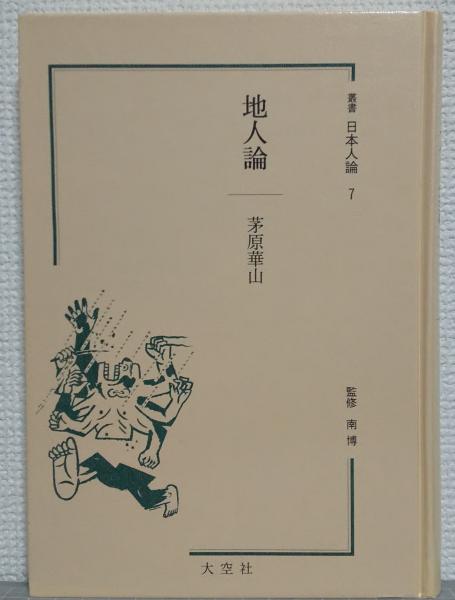 叢書 日本人論 7
地人論
茅原華山
監修 南博
大空社